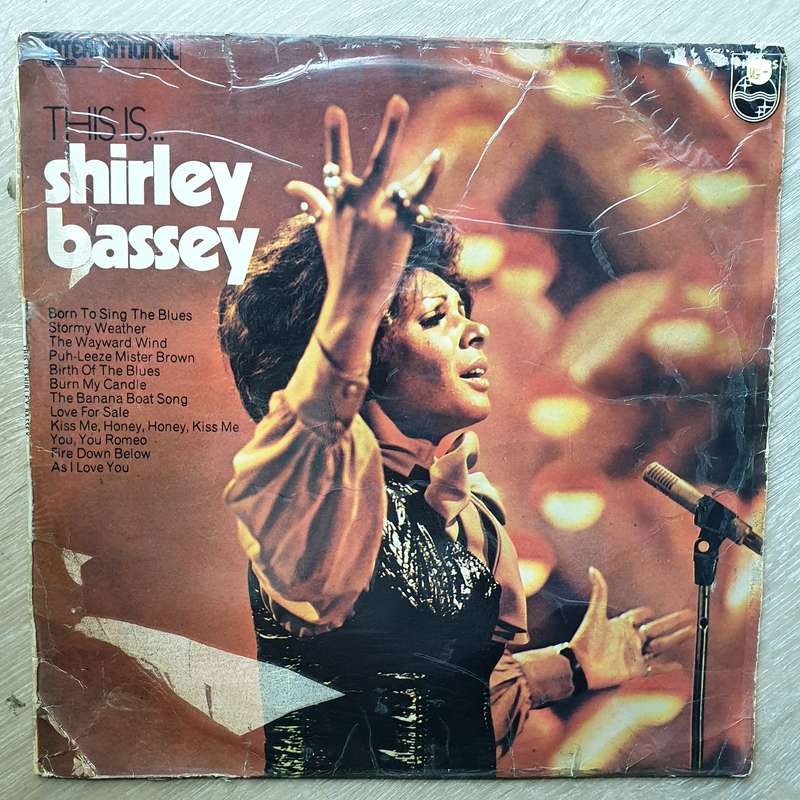 INTERNATIONAL
THIS IS...
shirley
bassey
Born To Sing The Blues
Stormy Weather
The Wayward Wind
Puh-Leeze Mister Brown
Birth Of The Blues
Burn My Candle
The Banana Boat Song
Love For Sale
Kiss Me, Honey, Honey, Kiss Me
You, You Romeo
Fire Down Below
As I Love You